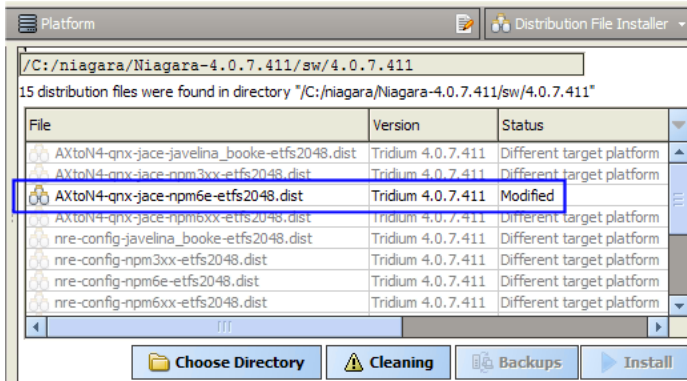 Platform Distribution File Installer
/C:/niagara/Niagara-4.0.7.411/sw/4.0.7.411
15 distribution files were found in directory "/C:/niagara/Niagara-4.0.7.411/sw/4.0.7.411"
File Version Status
AXtoN4-qnx-jace-javelina_booke-etfs2048.dist Tridium 4.0.7.411 Different target platform
AXtoN4-qnx-jace-npm3xx-etfs2048.dist Tridium 4.0.7.411 Different target platform
AXtoN4-qnx-jace-npm6e-etfs2048.dist Tridium 4.0.7.411 Modified
AXtoN4-qnx-jace-npm6xx-etfs2048.dist Tridium 4.0.7.411 Different target platform
nre-config-javelina_booke-etfs2048.dist Tridium 4.0.7.411 Different target platform
nre-config-npm3xx-etfs2048.dist Tridium 4.0.7.411 Different target platform
nre-config-npm6e-etfs2048.dist Tridium 4.0.7.411 Different target platform
nre-config-npm6xx-etfs2048.dist Tridium 4.0.7.411 Different target platform
Choose Directory Cleaning Backups Install